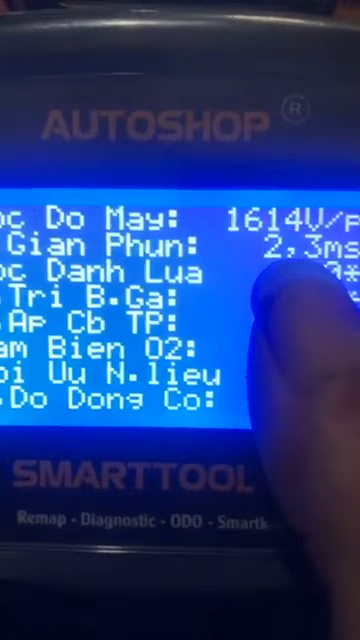 AUTOSHOP ®
oc Do May: 1614V/p
Gian Phun: 2,3ms
oc Danh Lua 0*
.Tri B.Ga:
.Ap Cb TP:
am Bien O2:
oi Uu N.lieu
.Do Dong Co:
SMARTTOOL
Remap - Diagnostic - ODO - Smartk